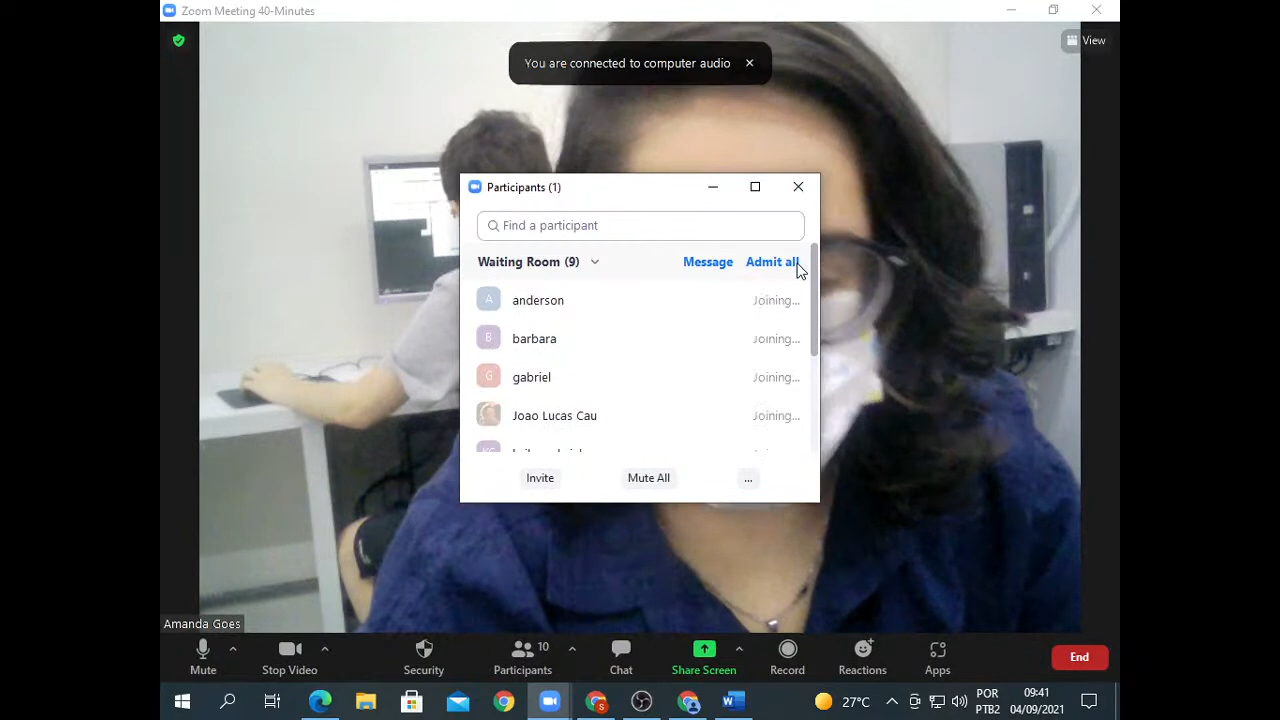 Zoom Meeting 40-Minutes
You are connected to computer audio
View
Participants (1)
Find a participant
Waiting Room (9) Message Admit all
A anderson Joining...
B barbara Joining...
G gabriel Joining...
Joao Lucas Cau Joining...
Invite Mute All ...
Amanda Goes
10
Mute Stop Video Security Participants Chat Share Screen Record Reactions Apps End
27°C
POR 09:41
PTB2 04/09/2021